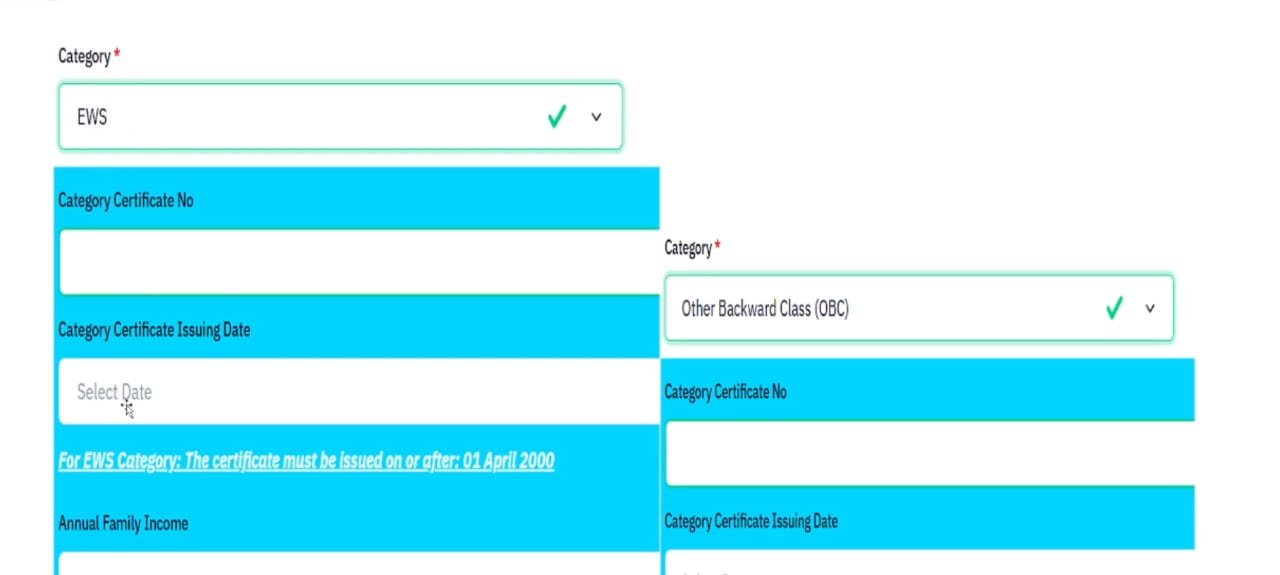 Category *
EWS
Category Certificate No
Category Certificate Issuing Date
Select Date
For EWS Category: The certificate must be issued on or after: 01 April 2000
Annual Family Income
Category *
Other Backward Class (OBC)
Category Certificate No
Category Certificate Issuing Date